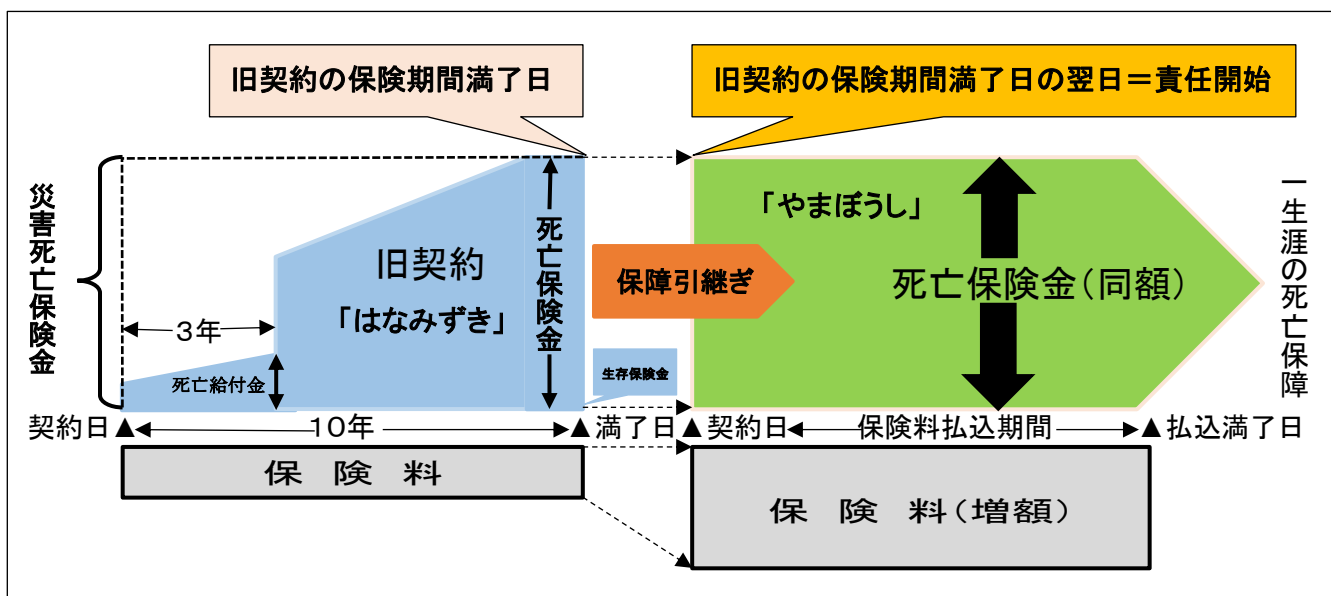 旧契約の保険期間満了日
旧契約の保険期間満了日の翌日＝責任開始
災害死亡保険金
3年
死亡給付金
旧契約
「はなみずき」
死亡保険金
保障引継ぎ
生存保険金
「やまぼうし」
死亡保険金（同額）
一生涯の死亡保障
契約日▲
10年
▲満了日
▲契約日
保険料払込期間
▲払込満了日
保　険　料
保　険　料（増額）